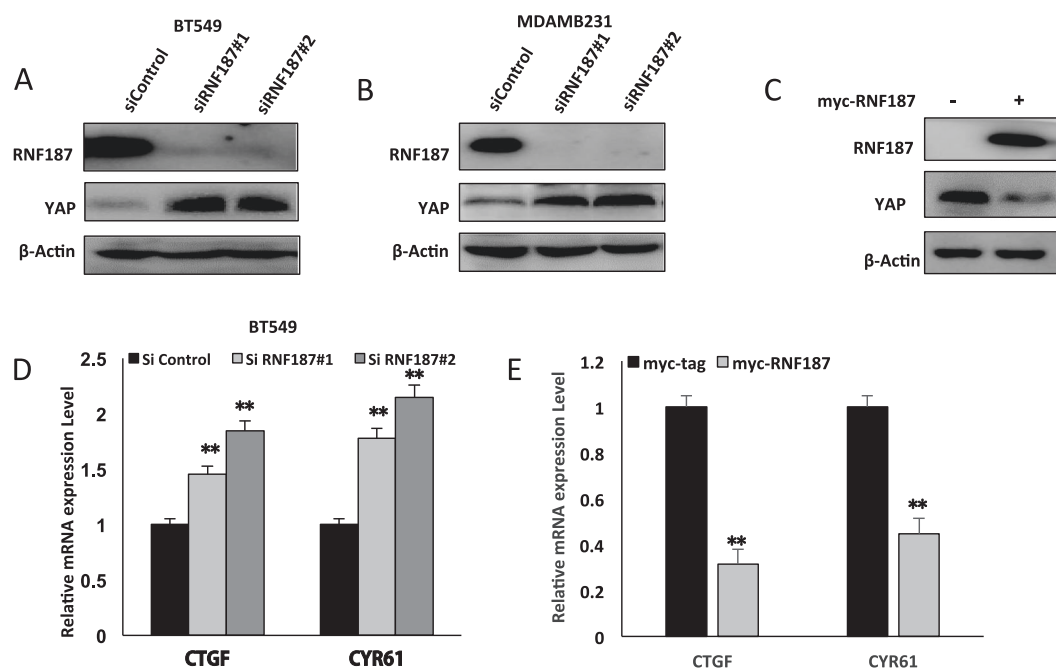 BT549
A
siControl
siRNF187#1
siRNF187#2
RNF187
YAP
β-Actin
MDAMB231
B
siControl
siRNF187#1
siRNF187#2
RNF187
YAP
β-Actin
C
myc-RNF187 - +
RNF187
YAP
β-Actin
BT549
D
Si Control Si RNF187#1 Si RNF187#2
Relative mRNA expression Level
2.5
2
1.5
1
0.5
0
** ** ** **
CTGF CYR61
E
myc-tag myc-RNF187
Relative mRNA expression Level
1.2
1
0.8
0.6
0.4
0.2
0
** **
CTGF CYR61